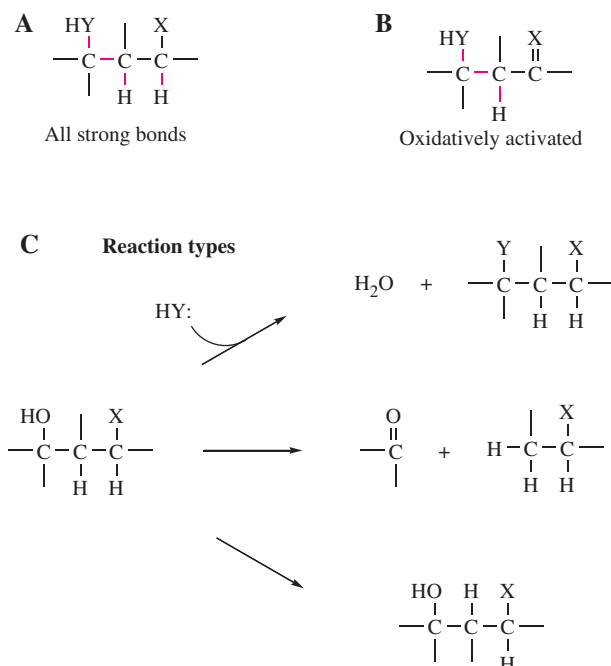 A
HY X
C C C
H H
All strong bonds
B
HY X
C C C
H
Oxidatively activated
C Reaction types
HY:
H2O + Y X
C C C
H H
HO X
C C C
H H
O
C + X
H C C
H H
HO H X
C C C
H